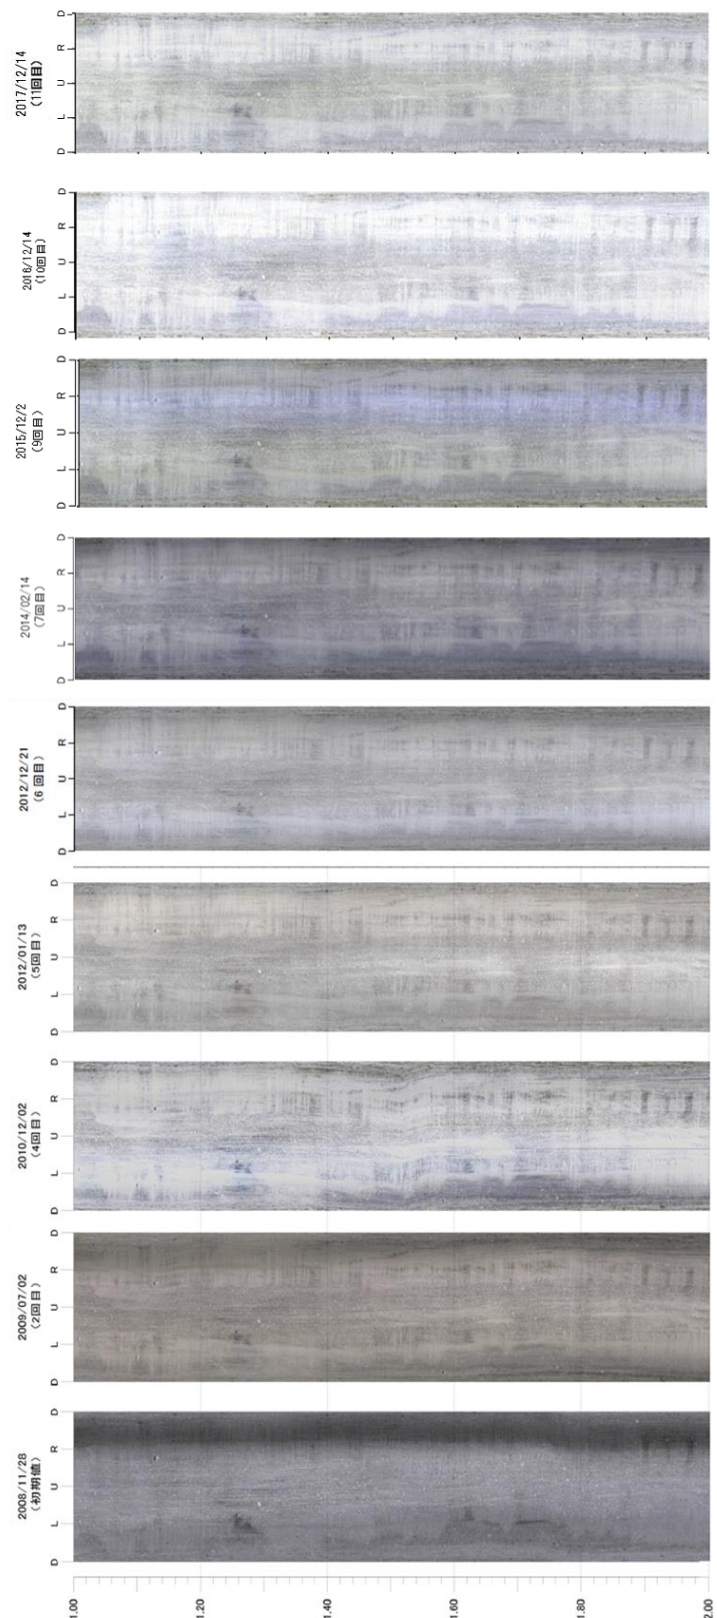 D R U L D
2017/12/14
(11回目)
D R U L D
2016/12/14
(10回目)
D R U L D
2015/12/2
(9回目)
D R U L D
2014/02/14
(7回目)
D R U L D
2012/12/21
(6 回目)
D R U L D
2012/01/13
(5回目)
D R U L D
2010/12/02
(4回目)
D R U L D
2009/07/02
(2回目)
D R U L D
2008/11/28
(初期値)
1.00 1.20 1.40 1.60 1.80 2.00